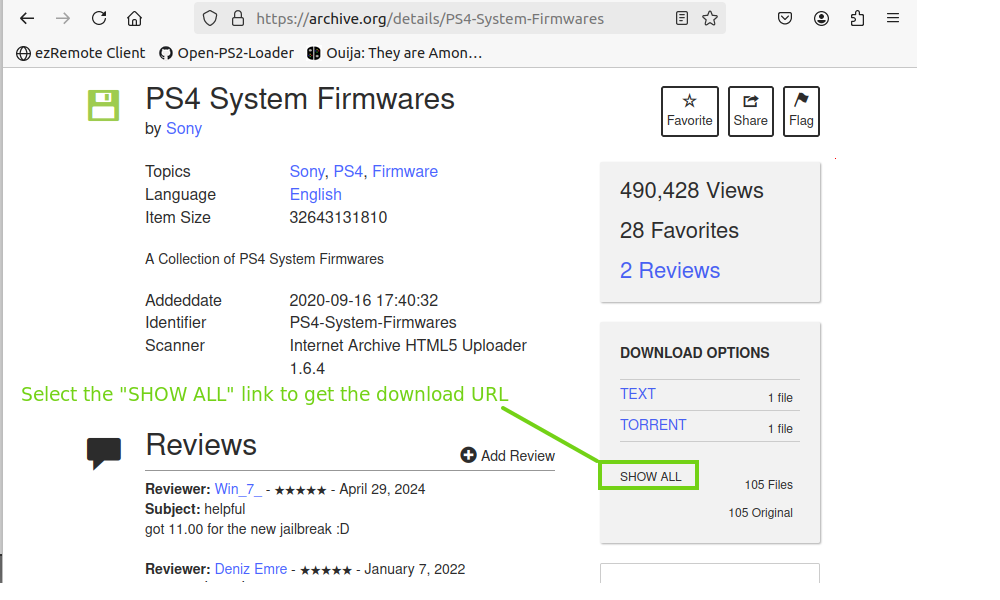 https://archive.org/details/PS4-System-Firmwares
ezRemote Client Open-PS2-Loader Ouija: They are Amon…
PS4 System Firmwares
by Sony
Favorite
Share
Flag
Topics Sony, PS4, Firmware
Language English
Item Size 32643131810
A Collection of PS4 System Firmwares
Addeddate 2020-09-16 17:40:32
Identifier PS4-System-Firmwares
Scanner Internet Archive HTML5 Uploader
1.6.4
490,428 Views
28 Favorites
2 Reviews
DOWNLOAD OPTIONS
TEXT 1 file
TORRENT 1 file
SHOW ALL
105 Files
105 Original
Select the "SHOW ALL" link to get the download URL
Reviews
Add Review
Reviewer: Win_7_ - ★★★★★ - April 29, 2024
Subject: helpful
got 11.00 for the new jailbreak :D
Reviewer: Deniz Emre - ★★★★★ - January 7, 2022